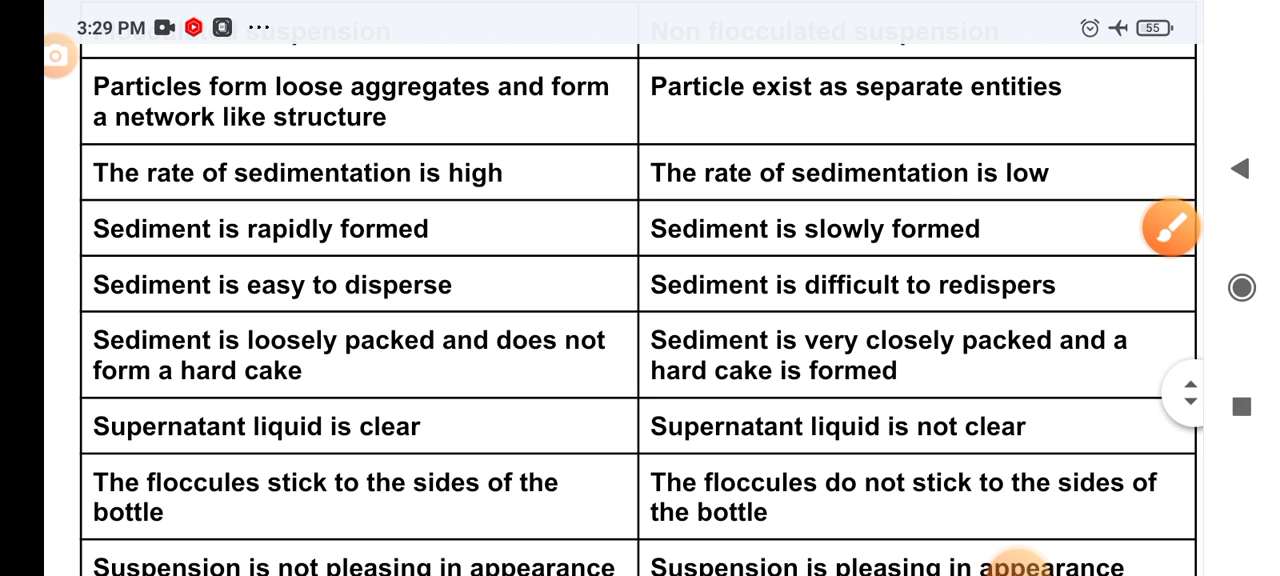 3:29 PM
55
Flocculated suspension
Non flocculated suspension
Particles form loose aggregates and form
a network like structure
Particle exist as separate entities
The rate of sedimentation is high
The rate of sedimentation is low
Sediment is rapidly formed
Sediment is slowly formed
Sediment is easy to disperse
Sediment is difficult to redispers
Sediment is loosely packed and does not
form a hard cake
Sediment is very closely packed and a
hard cake is formed
Supernatant liquid is clear
Supernatant liquid is not clear
The floccules stick to the sides of the
bottle
The floccules do not stick to the sides of
the bottle
Suspension is not pleasing in appearance
Suspension is pleasing in appearance